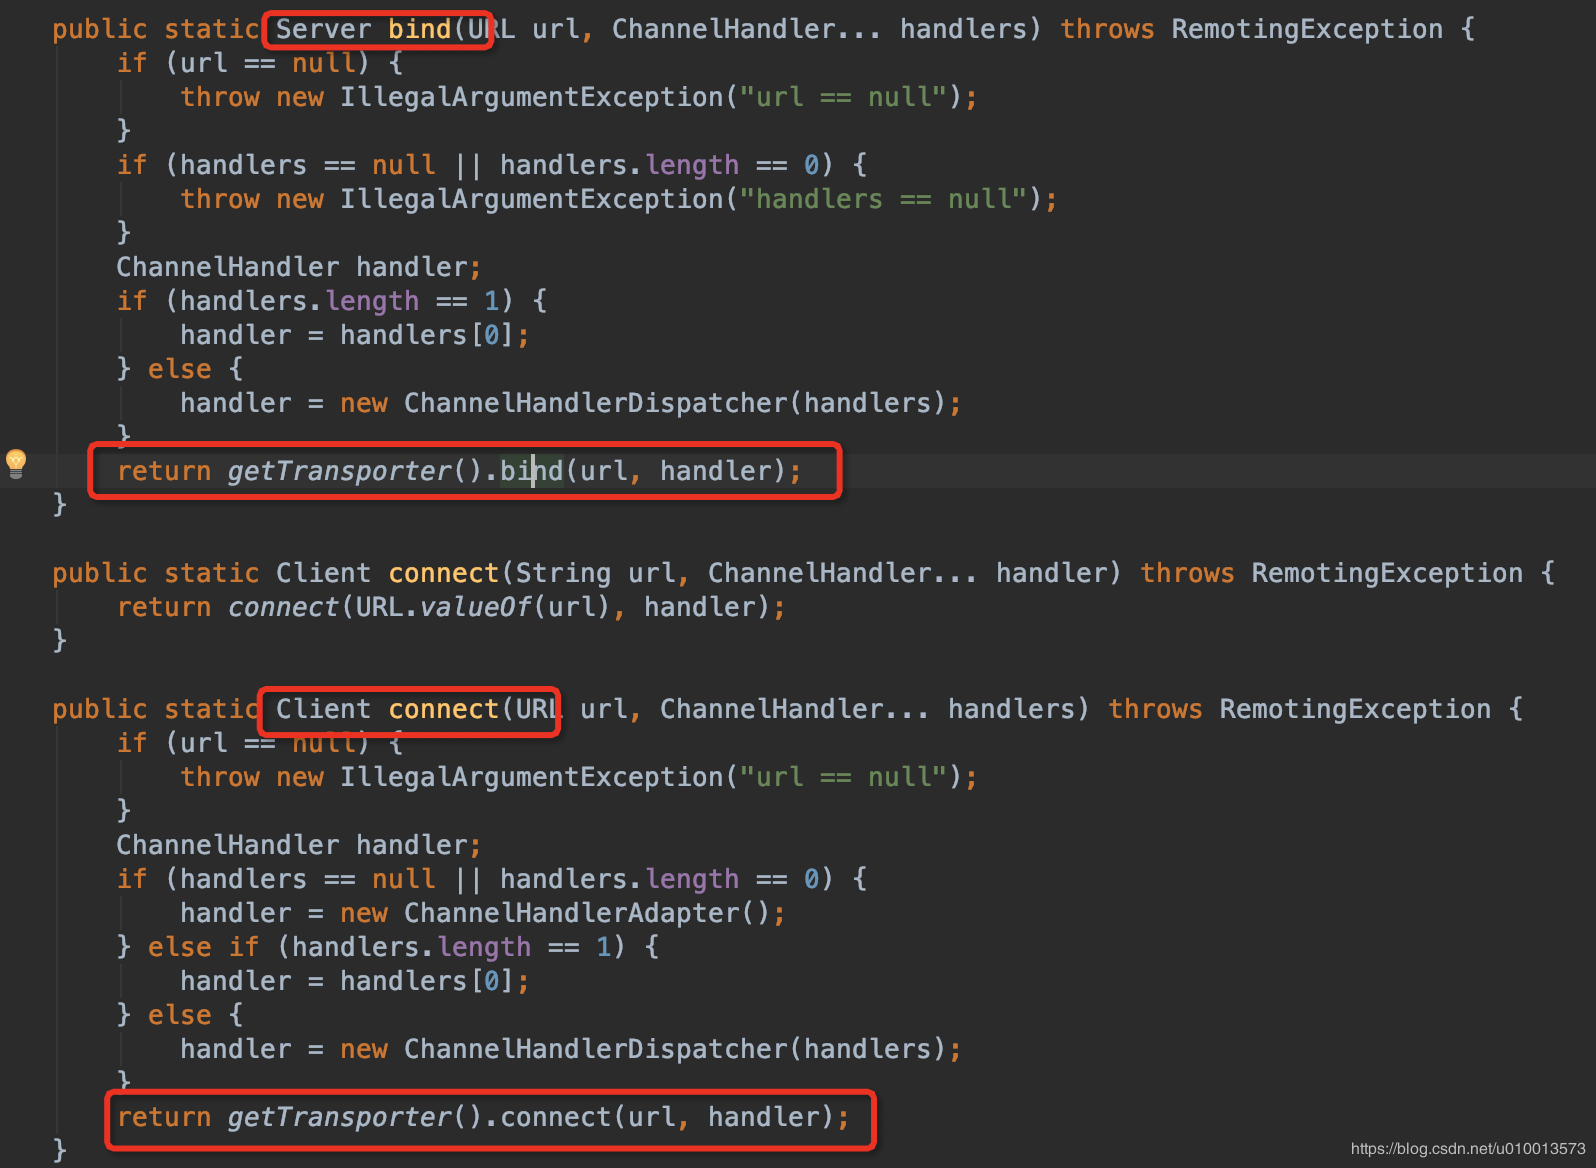 public static Server bind(URL url, ChannelHandler... handlers) throws RemotingException {
    if (url == null) {
        throw new IllegalArgumentException("url == null");
    }
    if (handlers == null || handlers.length == 0) {
        throw new IllegalArgumentException("handlers == null");
    }
    ChannelHandler handler;
    if (handlers.length == 1) {
        handler = handlers[0];
    } else {
        handler = new ChannelHandlerDispatcher(handlers);
    }
    return getTransporter().bind(url, handler);
}

public static Client connect(String url, ChannelHandler... handler) throws RemotingException {
    return connect(URL.valueOf(url), handler);
}

public static Client connect(URL url, ChannelHandler... handlers) throws RemotingException {
    if (url == null) {
        throw new IllegalArgumentException("url == null");
    }
    ChannelHandler handler;
    if (handlers == null || handlers.length == 0) {
        handler = new ChannelHandlerAdapter();
    } else if (handlers.length == 1) {
        handler = handlers[0];
    } else {
        handler = new ChannelHandlerDispatcher(handlers);
    }
    return getTransporter().connect(url, handler);
}
https://blog.csdn.net/u010013573